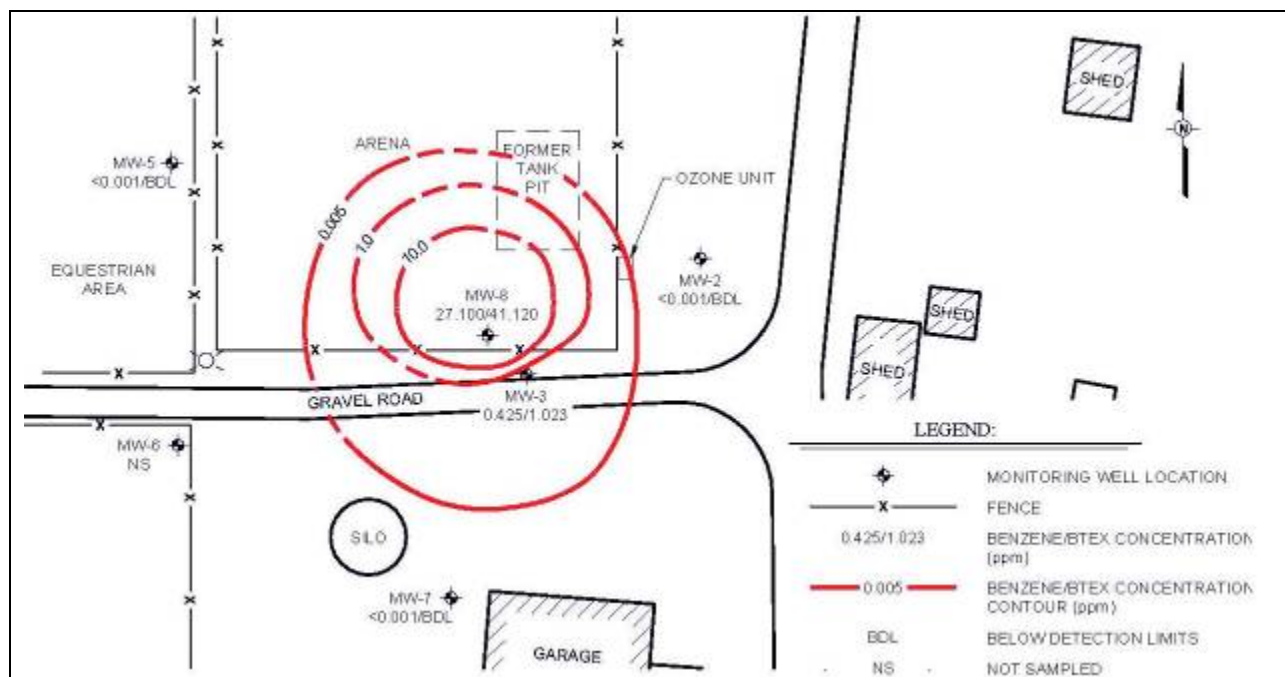 SHED
N
ARENA
FORMER
TANK
PIT
OZONE UNIT
MW-5
<0.001/BDL
0.005
1.0
10.0
EQUESTRIAN
AREA
MW-2
<0.001/BDL
MW-8
27.100/41.120
SHED
SHED
GRAVEL ROAD
MW-3
0.425/1.023
MW-6
NS
SILO
MW-7
<0.001/BDL
GARAGE
LEGEND:
MONITORING WELL LOCATION
X FENCE
0.425/1.023 BENZENE/BTEX CONCENTRATION
(ppm)
0.005 BENZENE/BTEX CONCENTRATION
CONTOUR (ppm)
BDL BELOW DETECTION LIMITS
- NS - NOT SAMPLED